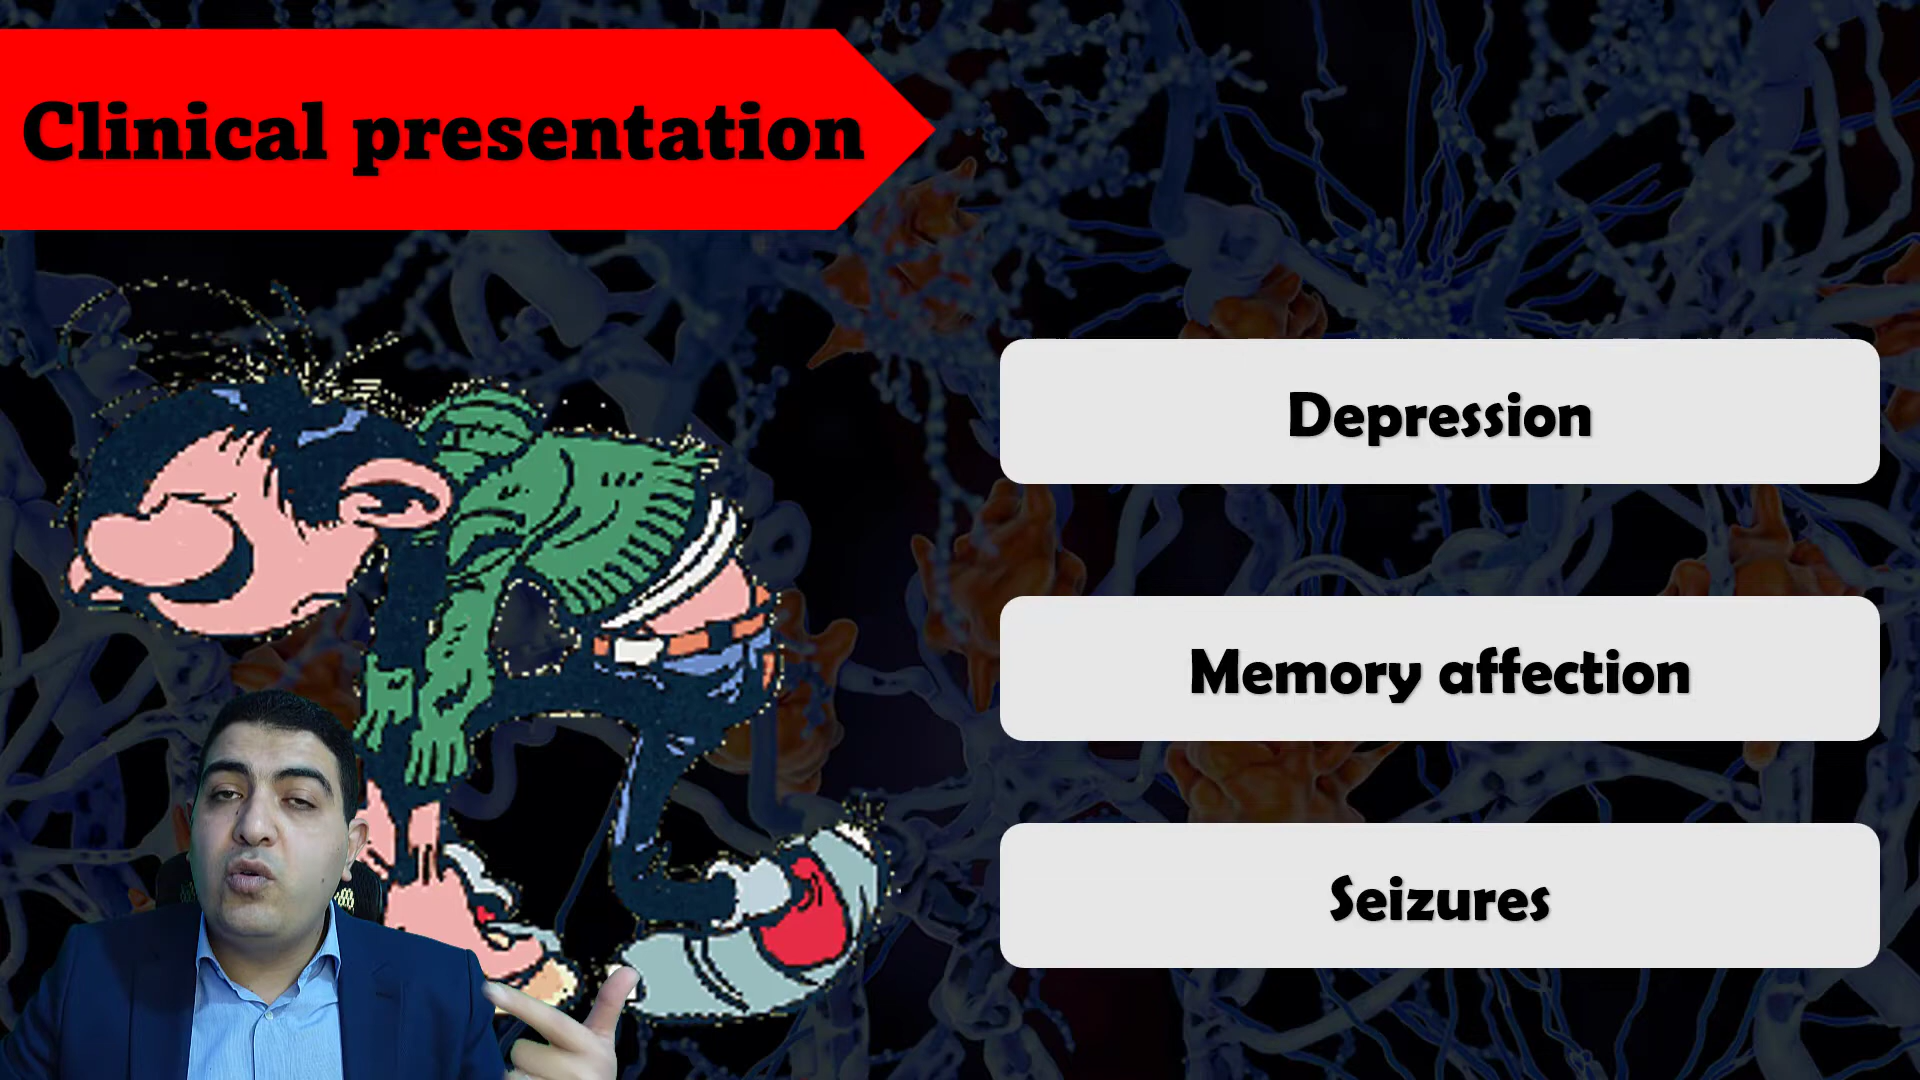 Clinical presentation
Depression
Memory affection
Seizures